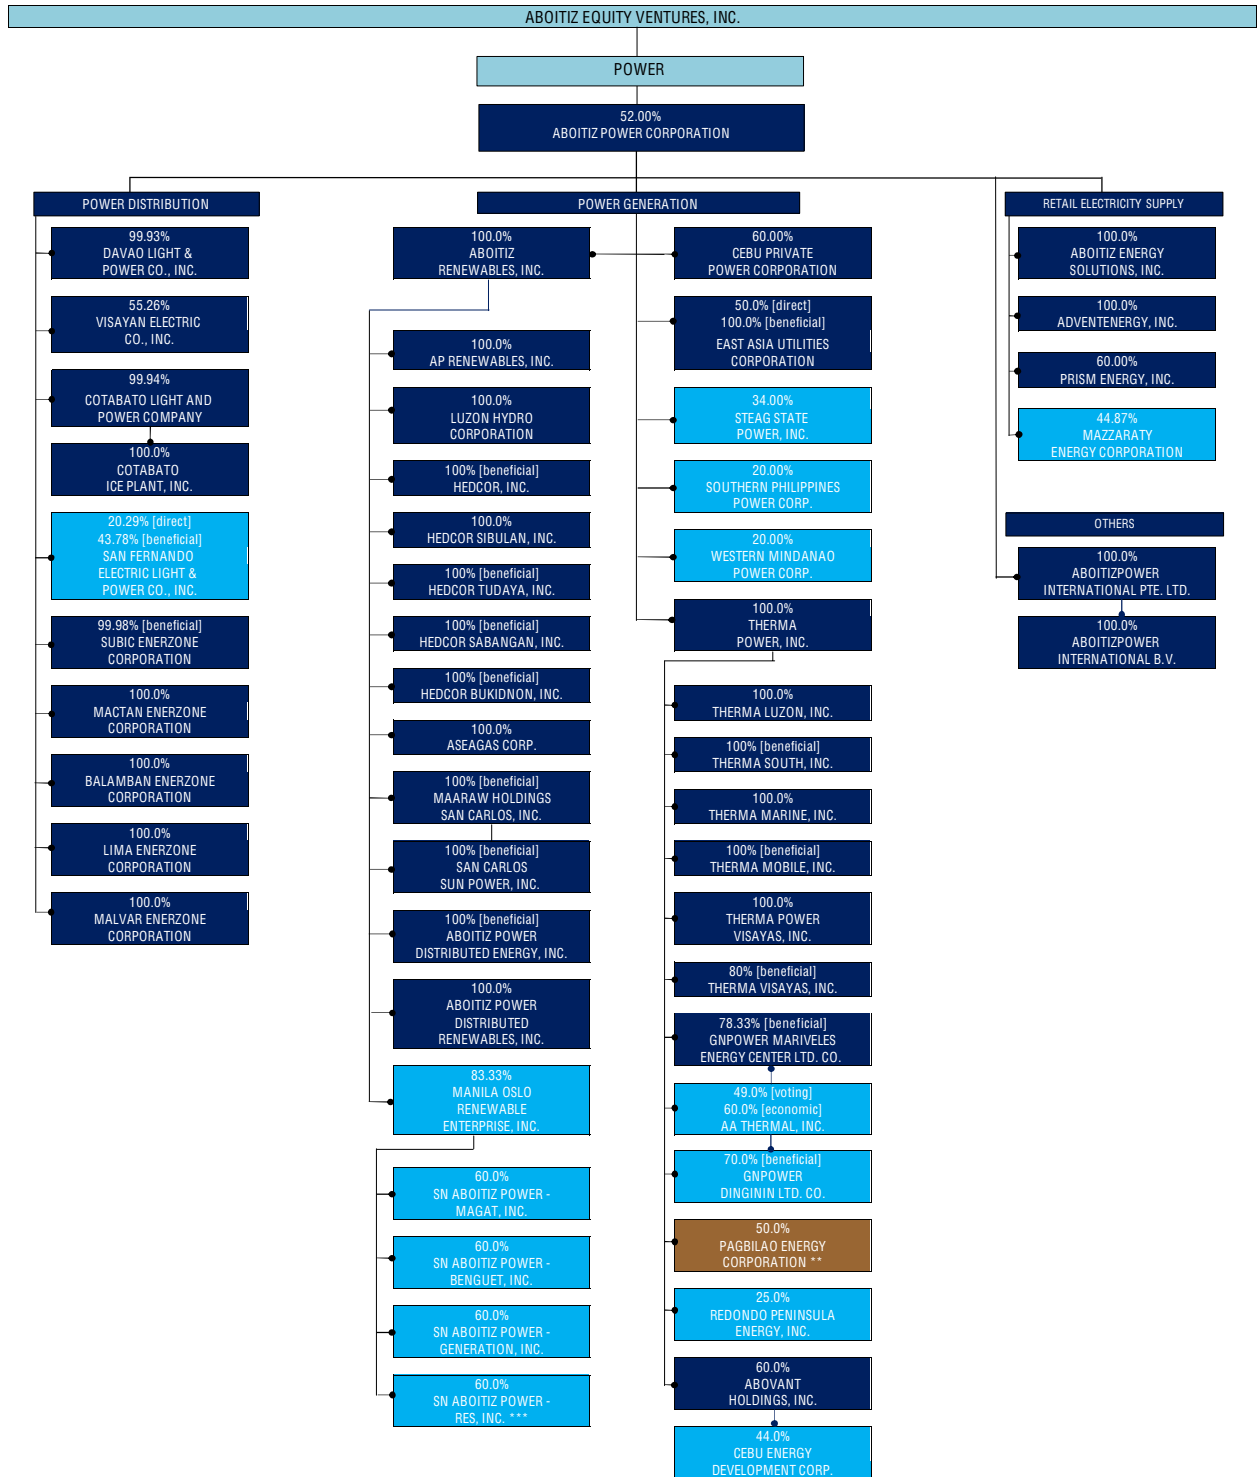 ABOITIZ EQUITY VENTURES, INC.
POWER
52.00%
ABOITIZ POWER CORPORATION
POWER DISTRIBUTION
99.93%
DAVAO LIGHT &
POWER CO., INC.
55.26%
VISAYAN ELECTRIC
CO., INC.
99.94%
COTABATO LIGHT AND
POWER COMPANY
100.0%
COTABATO
ICE PLANT, INC.
20.29% [direct]
43.78% [beneficial]
SAN FERNANDO
ELECTRIC LIGHT &
POWER CO., INC.
99.98% [beneficial]
SUBIC ENERZONE
CORPORATION
100.0%
MACTAN ENERZONE
CORPORATION
100.0%
BALAMBAN ENERZONE
CORPORATION
100.0%
LIMA ENERZONE
CORPORATION
100.0%
MALVAR ENERZONE
CORPORATION
POWER GENERATION
100.0%
ABOITIZ
RENEWABLES, INC.
100.0%
AP RENEWABLES, INC.
100.0%
LUZON HYDRO
CORPORATION
100% [beneficial]
HEDCOR, INC.
100.0%
HEDCOR SIBULAN, INC.
100% [beneficial]
HEDCOR TUDAYA, INC.
100% [beneficial]
HEDCOR SABANGAN, INC.
100% [beneficial]
HEDCOR BUKIDNON, INC.
100.0%
ASEAGAS CORP.
100% [beneficial]
MAARAW HOLDINGS
SAN CARLOS, INC.
100% [beneficial]
SAN CARLOS
SUN POWER, INC.
100% [beneficial]
ABOITIZ POWER
DISTRIBUTED ENERGY, INC.
100.0%
ABOITIZ POWER
DISTRIBUTED
RENEWABLES, INC.
83.33%
MANILA OSLO
RENEWABLE
ENTERPRISE, INC.
60.0%
SN ABOITIZ POWER -
MAGAT, INC.
60.0%
SN ABOITIZ POWER -
BENGUET, INC.
60.0%
SN ABOITIZ POWER -
GENERATION, INC.
60.0%
SN ABOITIZ POWER -
RES, INC. ***
60.00%
CEBU PRIVATE
POWER CORPORATION
50.0% [direct]
100.0% [beneficial]
EAST ASIA UTILITIES
CORPORATION
34.00%
STEAG STATE
POWER, INC.
20.00%
SOUTHERN PHILIPPINES
POWER CORP.
20.00%
WESTERN MINDANAO
POWER CORP.
100.0%
THERMA
POWER, INC.
100.0%
THERMA LUZON, INC.
100% [beneficial]
THERMA SOUTH, INC.
100.0%
THERMA MARINE, INC.
100% [beneficial]
THERMA MOBILE, INC.
100.0%
THERMA POWER
VISAYAS, INC.
80% [beneficial]
THERMA VISAYAS, INC.
78.33% [beneficial]
GNPOWER MARIVELES
ENERGY CENTER LTD. CO.
49.0% [voting]
60.0% [economic]
AA THERMAL, INC.
70.0% [beneficial]
GNPOWER
DINGININ LTD. CO.
50.0%
PAGBILAO ENERGY
CORPORATION **
25.0%
REDONDO PENINSULA
ENERGY, INC.
60.0%
ABOVANT
HOLDINGS, INC.
44.0%
CEBU ENERGY
DEVELOPMENT CORP.
RETAIL ELECTRICITY SUPPLY
100.0%
ABOITIZ ENERGY
SOLUTIONS, INC.
100.0%
ADVENTENERGY, INC.
60.00%
PRISM ENERGY, INC.
44.87%
MAZZARATY
ENERGY CORPORATION
OTHERS
100.0%
ABOITIZPOWER
INTERNATIONAL PTE. LTD.
100.0%
ABOITIZPOWER
INTERNATIONAL B.V.